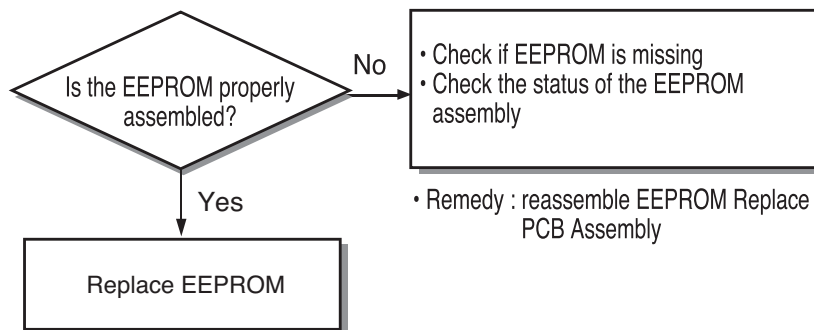 Is the EEPROM properly
assembled?
No
• Check if EEPROM is missing
• Check the status of the EEPROM
assembly
Yes
• Remedy : reassemble EEPROM Replace
PCB Assembly
Replace EEPROM